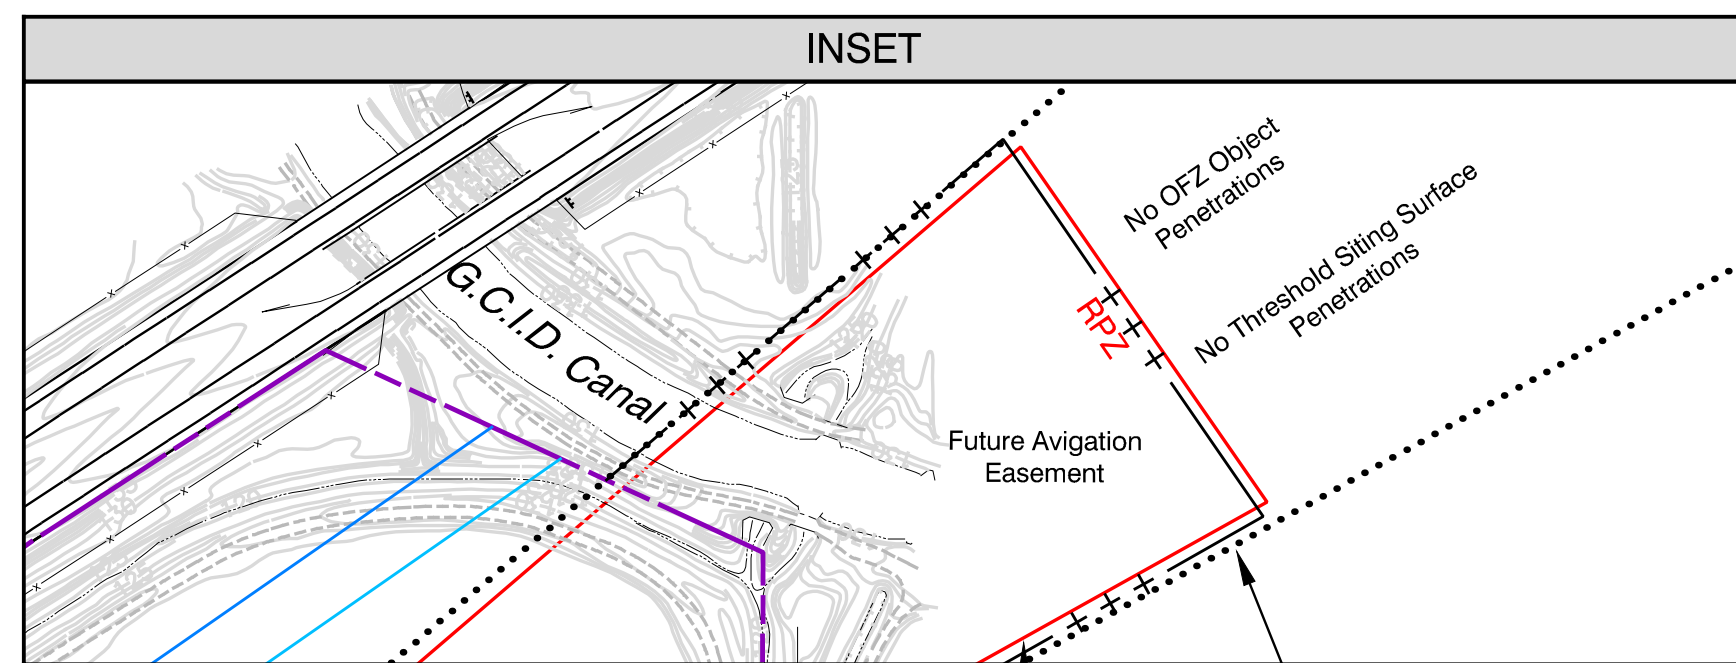 INSET
No OFZ Object
Penetrations
No Threshold Siting Surface
Penetrations
G.C.I.D. Canal
RPZ
Future Avigation
Easement